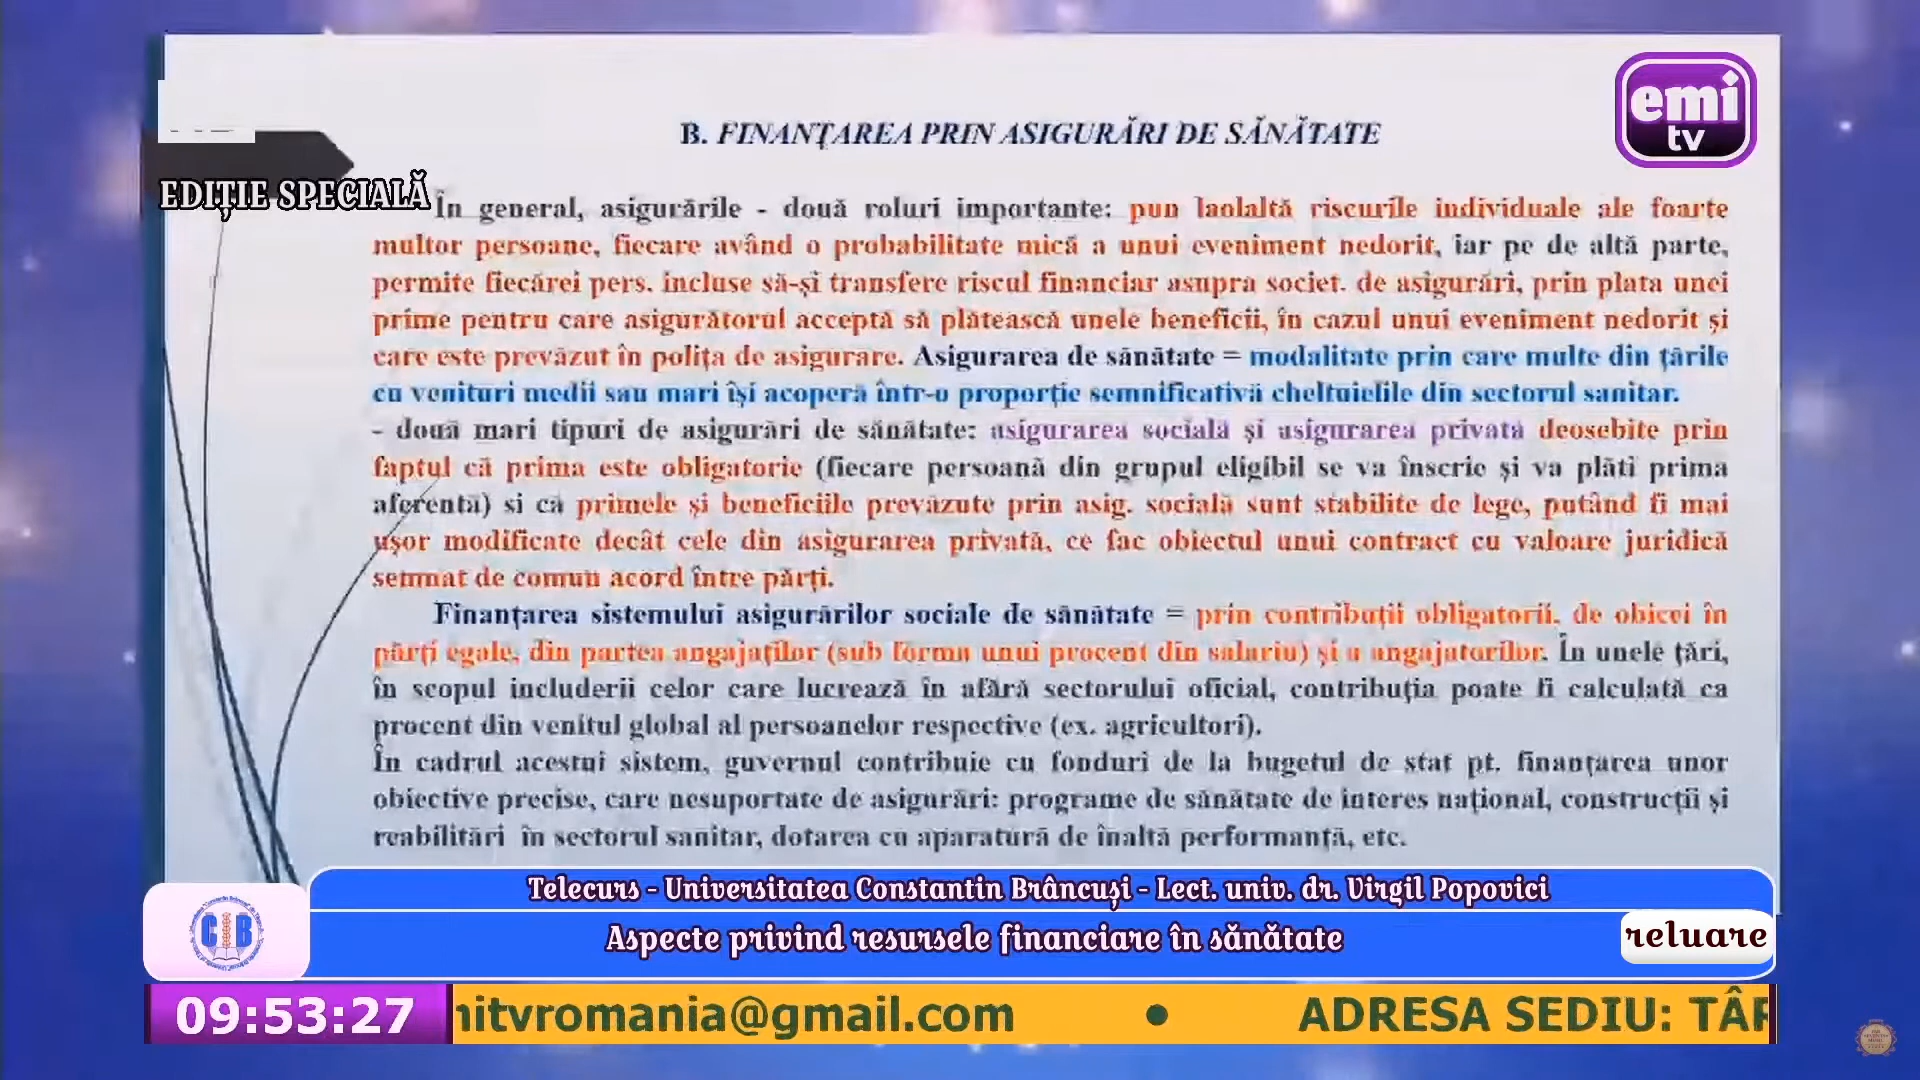 emi
tv
B. FINANȚAREA PRIN ASIGURĂRI DE SĂNĂTATE
EDIȚIE SPECIALĂ
În general, asigurările - două roluri importante: pun laolaltă riscurile individuale ale foarte
multor persoane, fiecare având o probabilitate mică a unui eveniment nedorit, iar pe de altă parte,
permite fiecărei pers. incluse să-și transfere riscul financiar asupra societ. de asigurări, prin plata unei
prime pentru care asigurătorul acceptă să plătească unele beneficii, în cazul unui eveniment nedorit și
care este prevăzut în polița de asigurare. Asigurarea de sănătate = modalitate prin care multe din țările
cu venituri medii sau mari își acoperă într-o proporție semnificativă cheltuielile din sectorul sanitar.
- două mari tipuri de asigurări de sănătate: asigurarea socială și asigurarea privată deosebite prin
faptul că prima este obligatorie (fiecare persoană din grupul eligibil se va înscrie și va plăti prima
aferentă) si că primele și beneficiile prevăzute prin asig. socială sunt stabilite de lege, putând fi mai
ușor modificate decât cele din asigurarea privată, ce fac obiectul unui contract cu valoare juridică
semnat de comun acord între părți.
Finanțarea sistemului asigurărilor sociale de sănătate = prin contribuții obligatorii, de obicei în
părți egale, din partea angajaților (sub forma unui procent din salariu) și a angajatorilor. În unele țări,
în scopul includerii celor care lucrează în afără sectorului oficial, contribuția poate fi calculată ca
procent din venitul global al persoanelor respective (ex. agricultori).
În cadrul acestui sistem, guvernul contribuie cu fonduri de la bugetul de stat pt. finanțarea unor
obiective precise, care nesuportate de asigurări: programe de sănătate de interes național, construcții și
reabilitări în sectorul sanitar, dotarea cu aparatură de înaltă performanță, etc.
Telecurs - Universitatea Constantin Brâncuși - Lect. univ. dr. Virgil Popovici
CB
Aspecte privind resursele financiare în sănătate
reluare
09:53:27
nitvromania@gmail.com • ADRESA SEDIU: TÂR